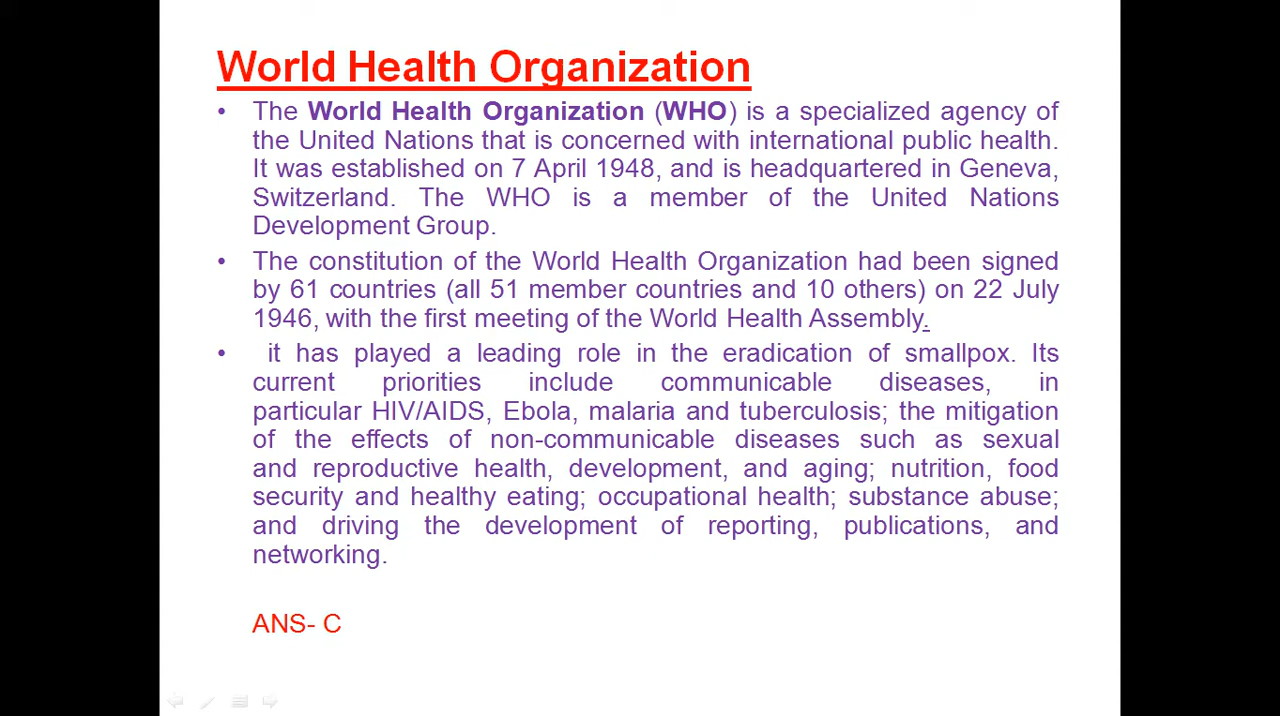 World Health Organization
• The World Health Organization (WHO) is a specialized agency of
the United Nations that is concerned with international public health.
It was established on 7 April 1948, and is headquartered in Geneva,
Switzerland. The WHO is a member of the United Nations
Development Group.
• The constitution of the World Health Organization had been signed
by 61 countries (all 51 member countries and 10 others) on 22 July
1946, with the first meeting of the World Health Assembly.
• it has played a leading role in the eradication of smallpox. Its
current priorities include communicable diseases, in
particular HIV/AIDS, Ebola, malaria and tuberculosis; the mitigation
of the effects of non-communicable diseases such as sexual
and reproductive health, development, and aging; nutrition, food
security and healthy eating; occupational health; substance abuse;
and driving the development of reporting, publications, and
networking.
ANS- C